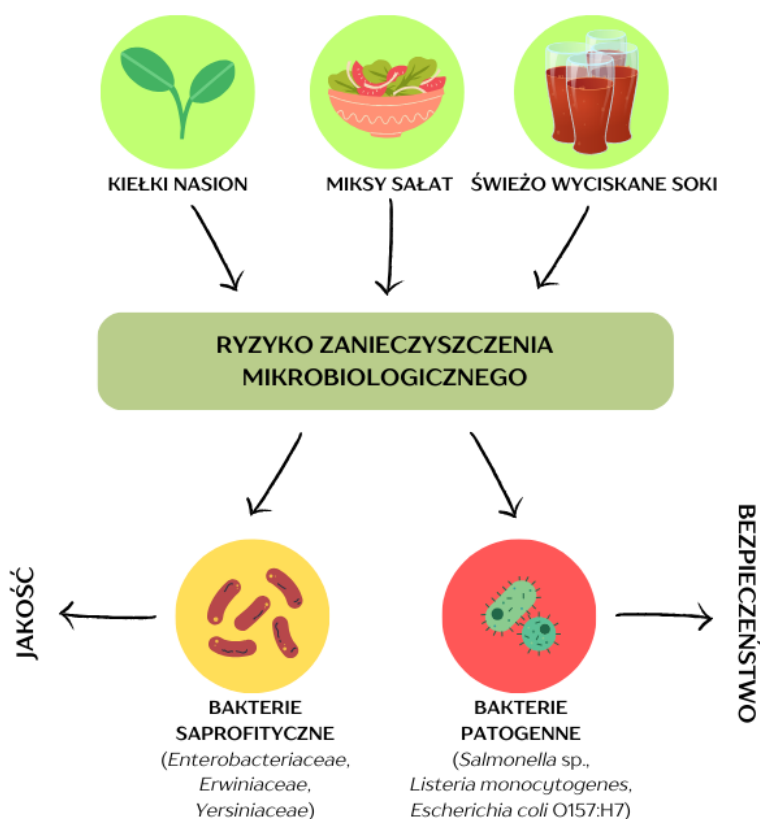 KIEŁKI NASION
MIKSY SAŁAT
ŚWIEŻO WYCISKANE SOKI
RYZYKO ZANIECZYSZCZENIA
MIKROBIOLOGICZNEGO
JAKOŚĆ
BEZPIECZEŃSTWO
BAKTERIE
SAPROFITYCZNE
(Enterobacteriaceae,
Erwiniaceae,
Yersiniaceae)
BAKTERIE
PATOGENNE
(Salmonella sp.,
Listeria monocytogenes,
Escherichia coli O157:H7)